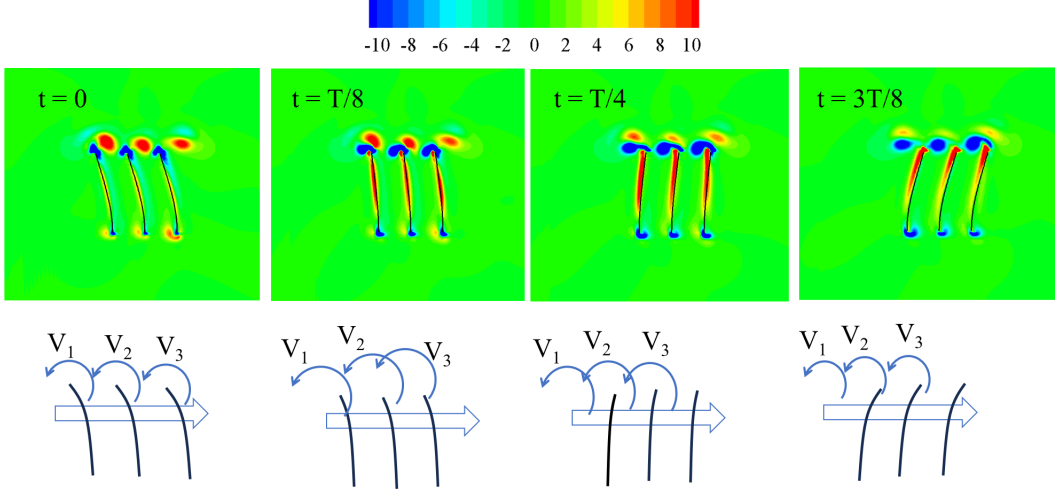 -10 -8 -6 -4 -2 0 2 4 6 8 10
t = 0 t = T/8 t = T/4 t = 3T/8
V1 V2 V3 V1 V2 V3 V1 V2 V3 V1 V2 V3